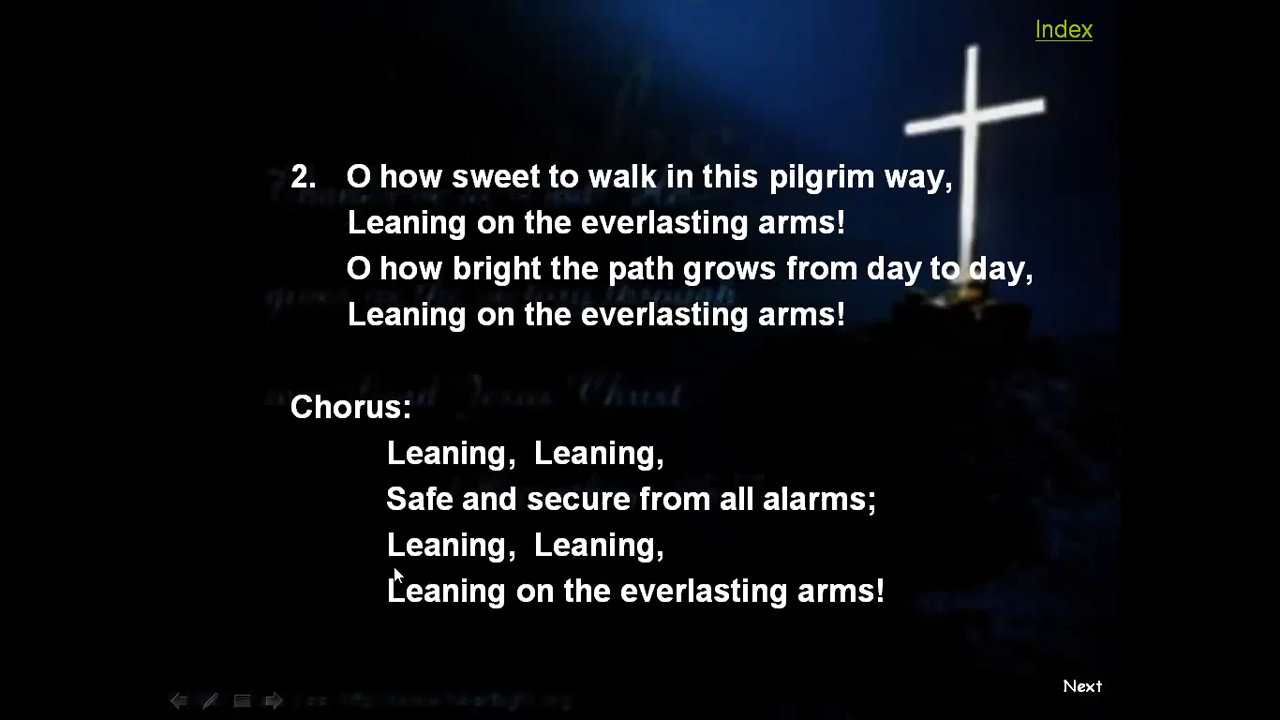 Index
2. O how sweet to walk in this pilgrim way,
Leaning on the everlasting arms!
O how bright the path grows from day to day,
Leaning on the everlasting arms!
Chorus:
Leaning, Leaning,
Safe and secure from all alarms;
Leaning, Leaning,
Leaning on the everlasting arms!
Jesus Christ
Next